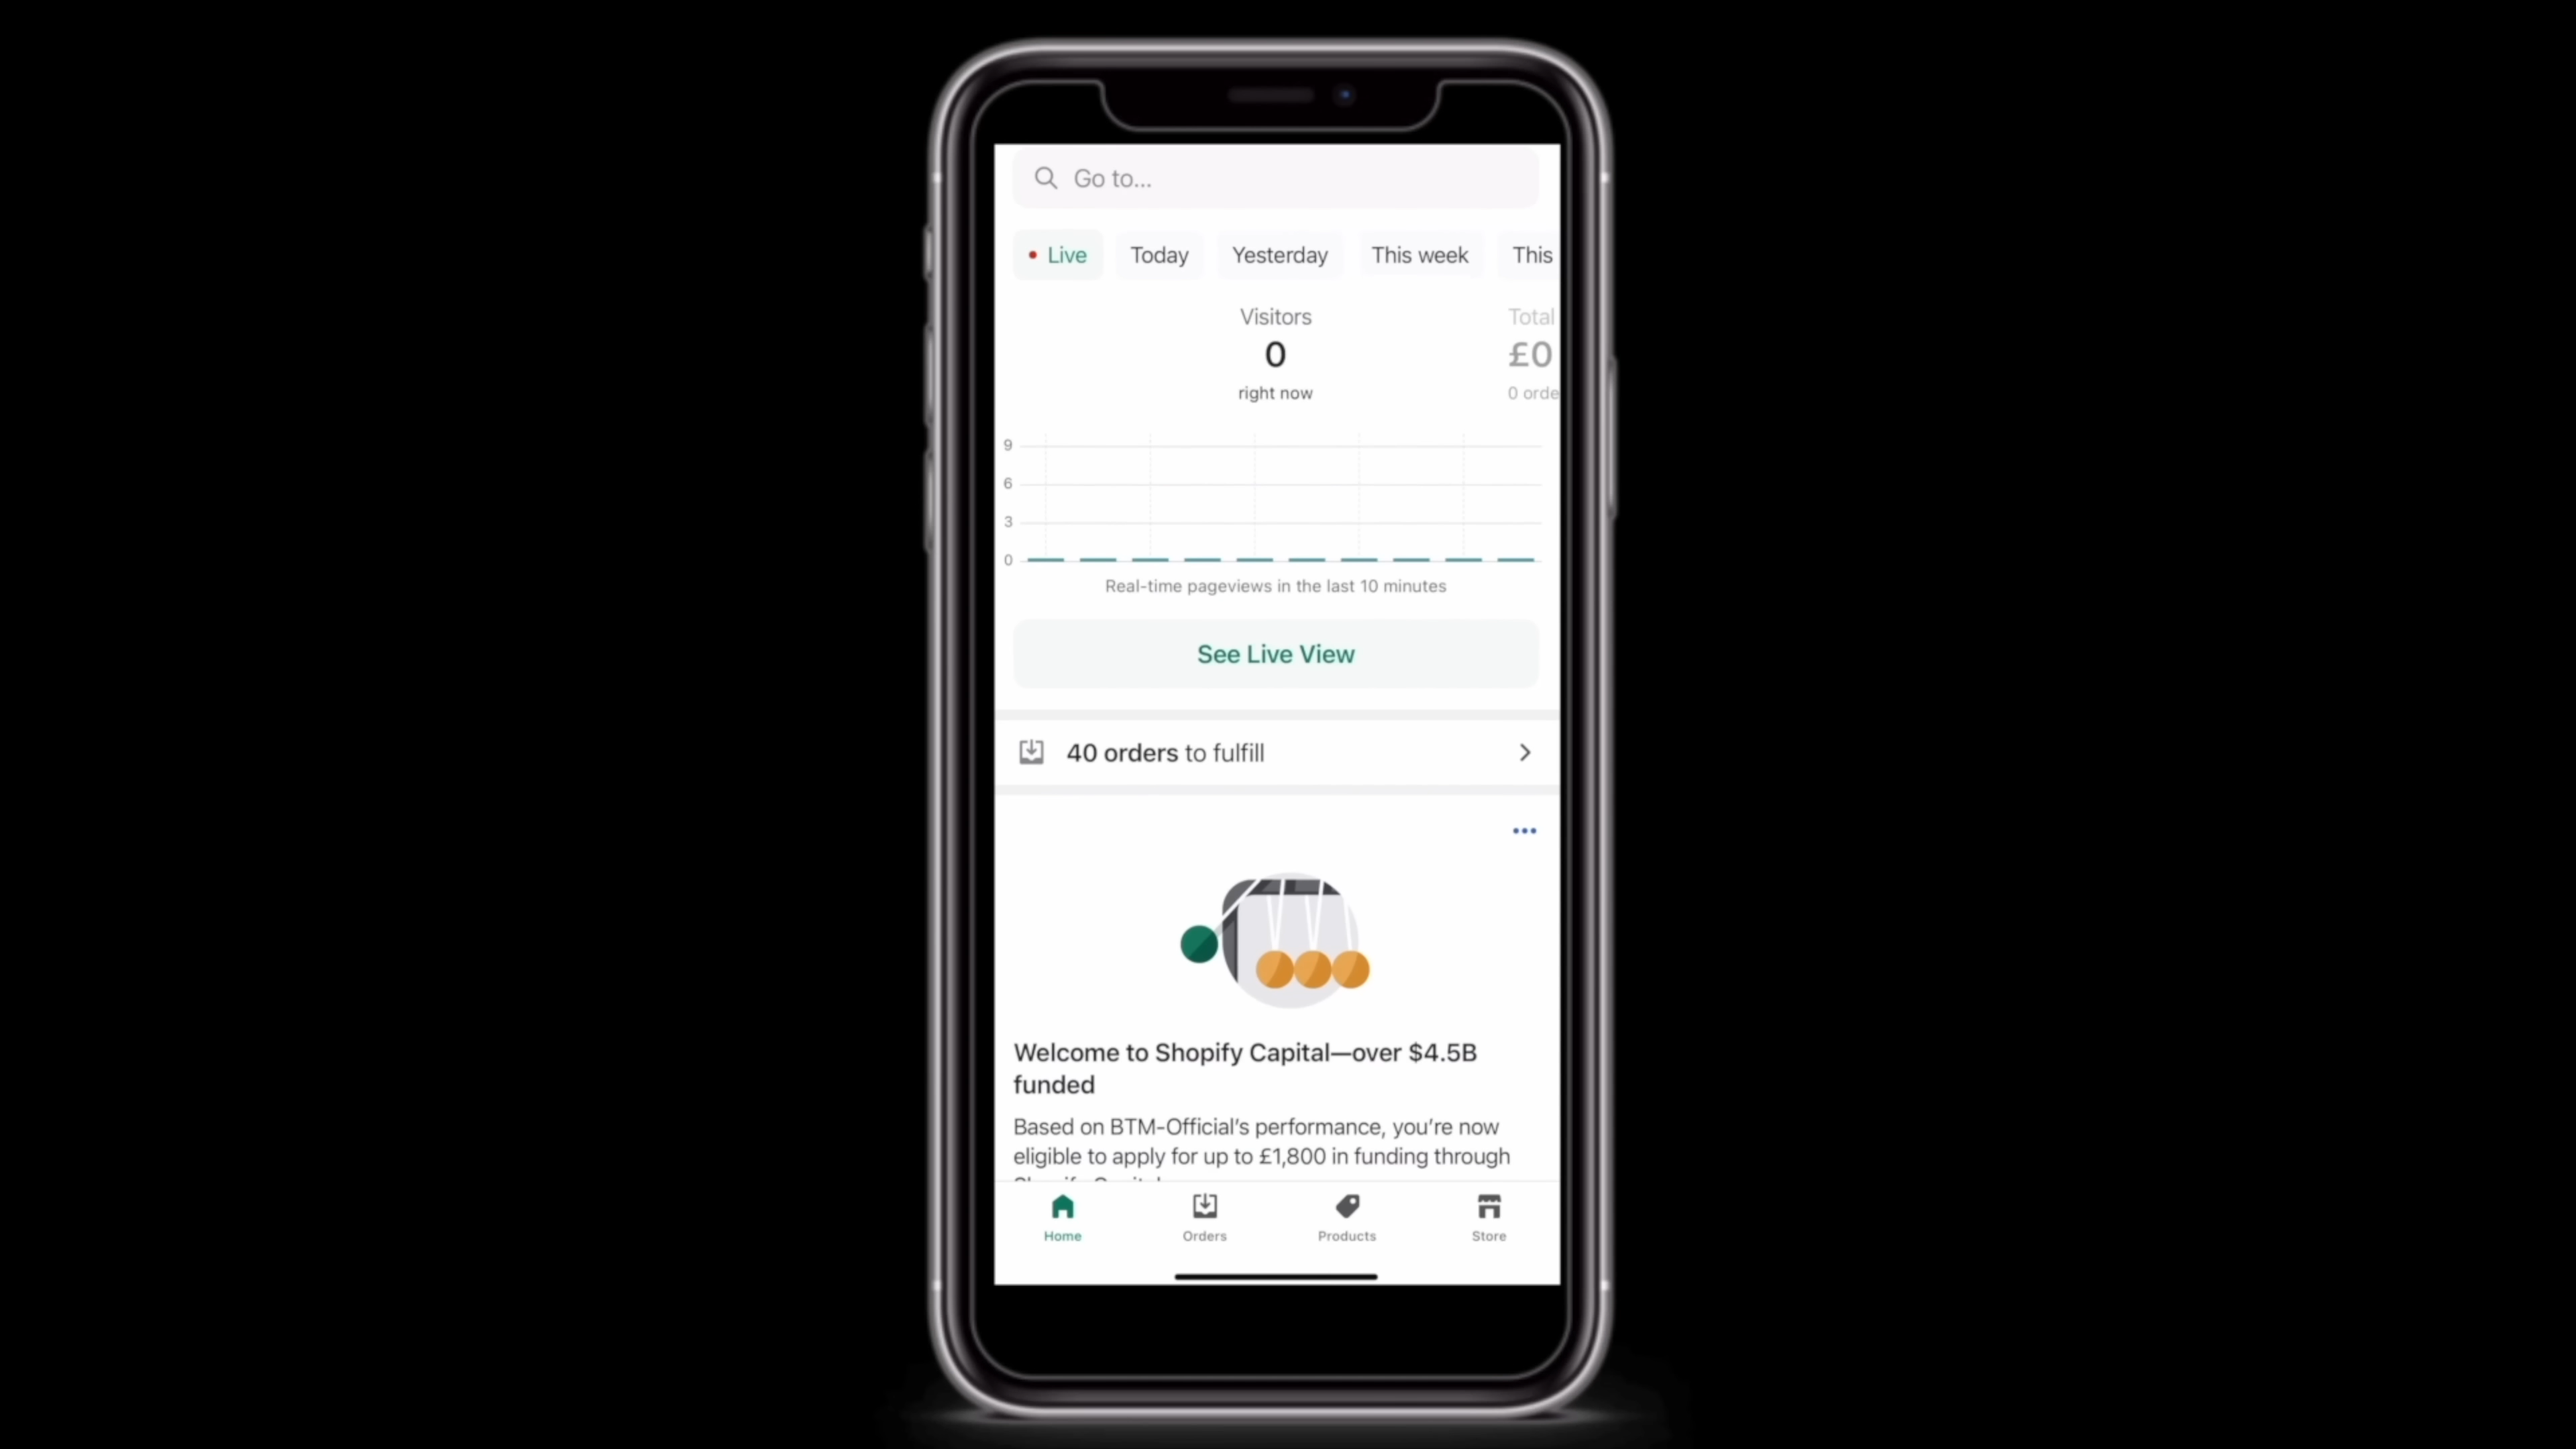 Go to...
Live Today Yesterday This week This
Visitors
0
right now
Total
£0
0 orde
9
6
3
0
Real-time pageviews in the last 10 minutes
See Live View
40 orders to fulfill
Welcome to Shopify Capital—over $4.5B
funded
Based on BTM-Official’s performance, you’re now
eligible to apply for up to £1,800 in funding through
Home Orders Products Store